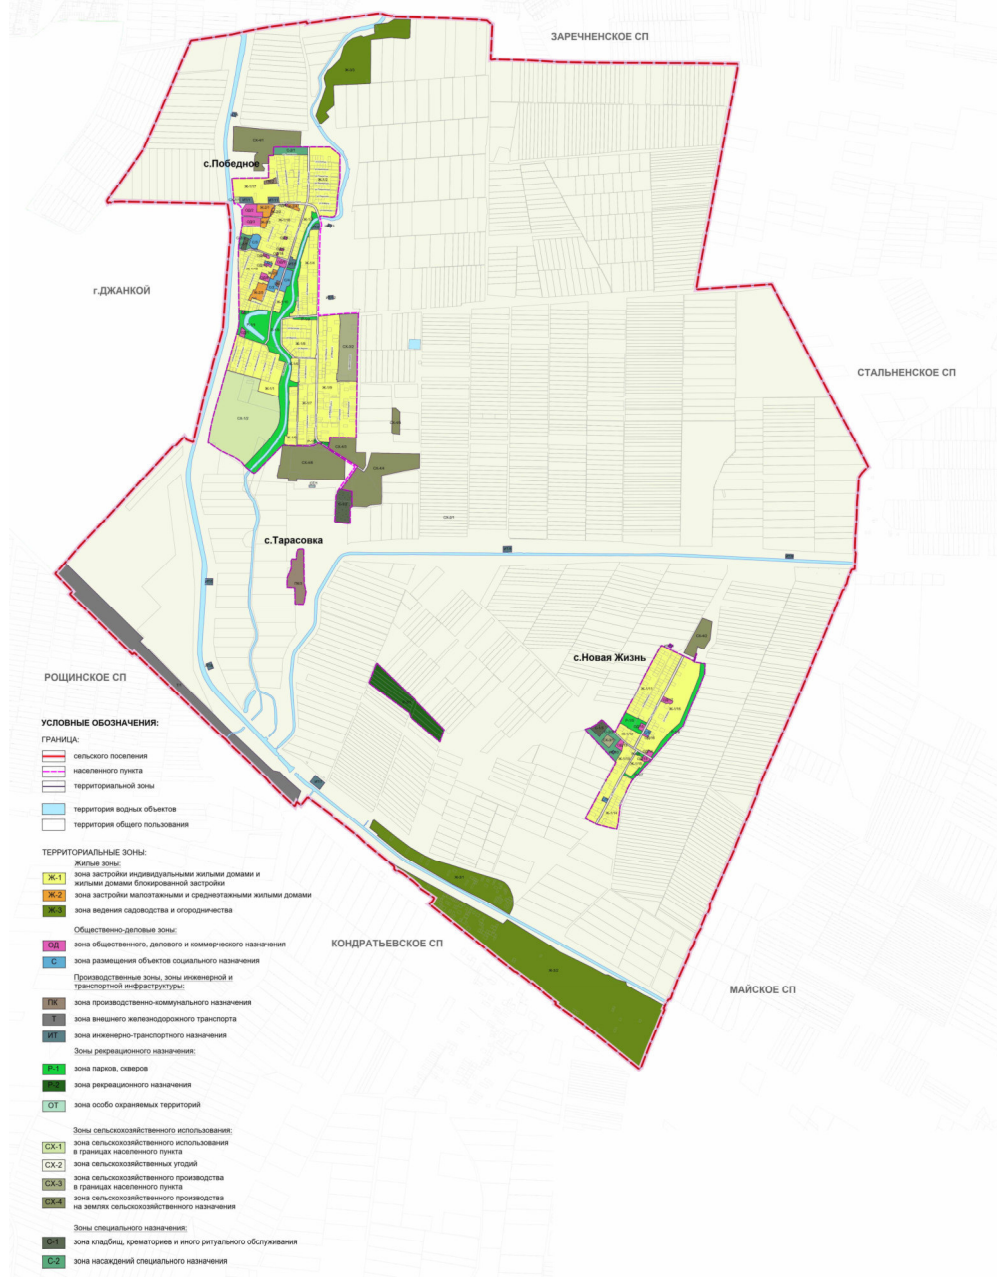 ЗАРЕЧНЕНСКОЕ СП
с.Победное
г.ДЖАНКОЙ
СТАЛЬНЕНСКОЕ СП
с.Тарасовка
с.Новая Жизнь
РОЩИНСКОЕ СП
КОНДРАТЬЕВСКОЕ СП
МАЙСКОЕ СП
УСЛОВНЫЕ ОБОЗНАЧЕНИЯ:
ГРАНИЦА:
сельского поселения
населенного пункта
территориальной зоны
территория водных объектов
территория общего пользования
ТЕРРИТОРИАЛЬНЫЕ ЗОНЫ:
Жилые зоны:
Ж-1 зона застройки индивидуальными жилыми домами и
жилыми домами блокированной застройки
Ж-2 зона застройки малоэтажными и среднеэтажными жилыми домами
Ж-3 зона ведения садоводства и огородничества
Общественно-деловые зоны:
ОД зона общественного, делового и коммерческого назначения
С зона размещения объектов социального назначения
Производственные зоны, зоны инженерной и
транспортной инфраструктуры:
ПК зона производственно-коммунального назначения
Т зона внешнего железнодорожного транспорта
ИТ зона инженерно-транспортного назначения
Зоны рекреационного назначения:
Р-1 зона парков, скверов
Р-2 зона рекреационного назначения
ОТ зона особо охраняемых территорий
Зоны сельскохозяйственного использования:
СХ-1 зона сельскохозяйственного использования
в границах населенного пункта
СХ-2 зона сельскохозяйственных угодий
СХ-3 зона сельскохозяйственного производства
в границах населенного пункта
СХ-4 зона сельскохозяйственного производства
на землях сельскохозяйственного назначения
Зоны специального назначения:
С-1 зона кладбищ, крематориев и иного ритуального обслуживания
С-2 зона насаждений специального назначения